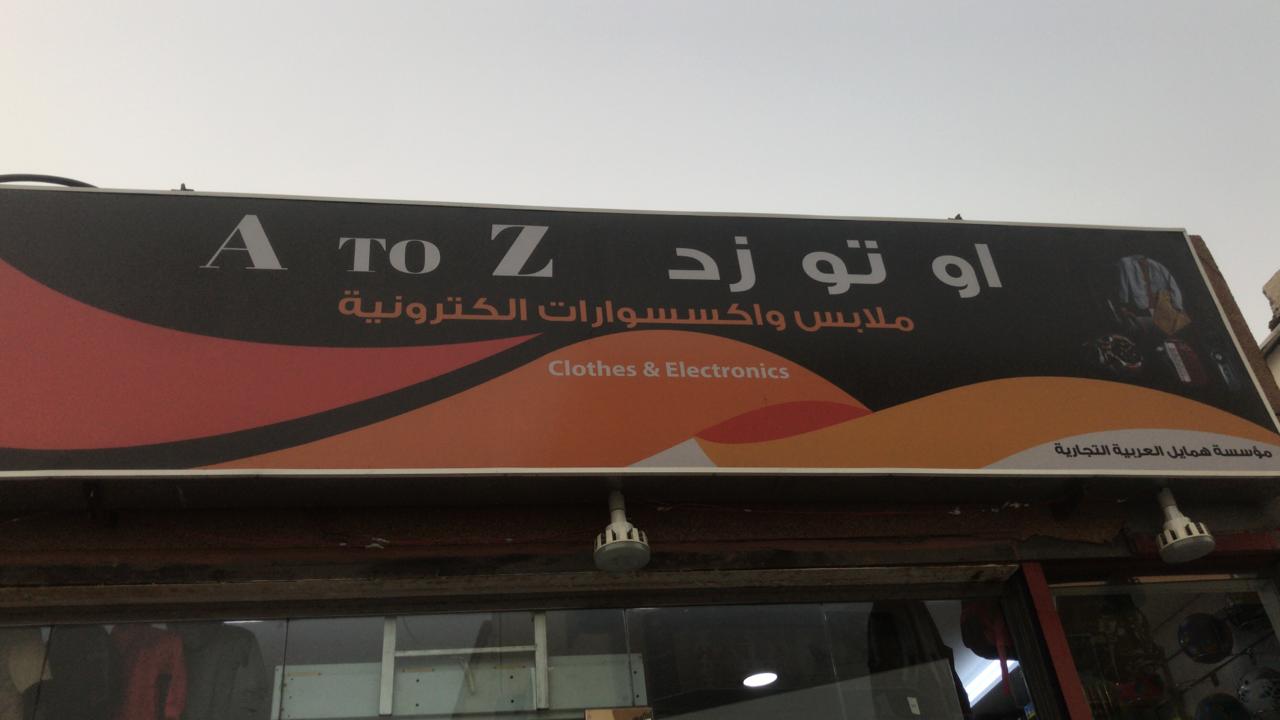 A TO Z او تو زد
ملابس واكسسوارات الكترونية
Clothes & Electronics
مؤسسة همايل العربية التجارية